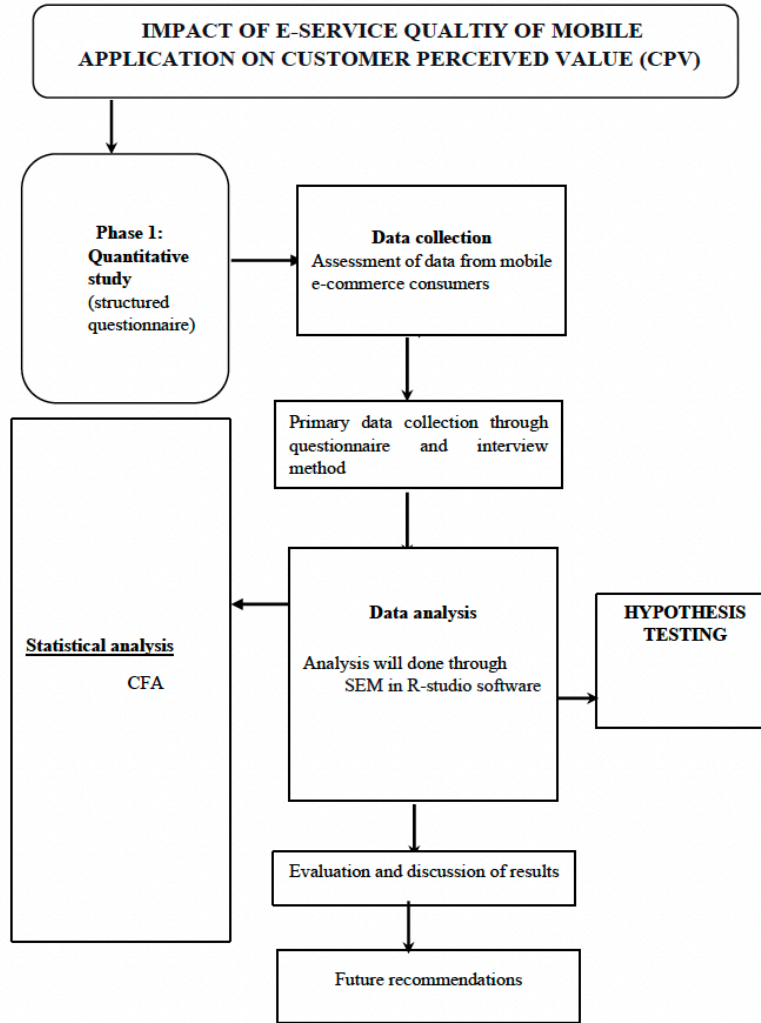 IMPACT OF E-SERVICE QUALTIY OF MOBILE
APPLICATION ON CUSTOMER PERCEIVED VALUE (CPV)
Phase 1:
Quantitative
study
(structured
questionnaire)
Data collection
Assessment of data from mobile
e-commerce consumers
Primary data collection through
questionnaire and interview
method
Data analysis
Analysis will done through
SEM in R-studio software
HYPOTHESIS
TESTING
Statistical analysis
CFA
Evaluation and discussion of results
Future recommendations